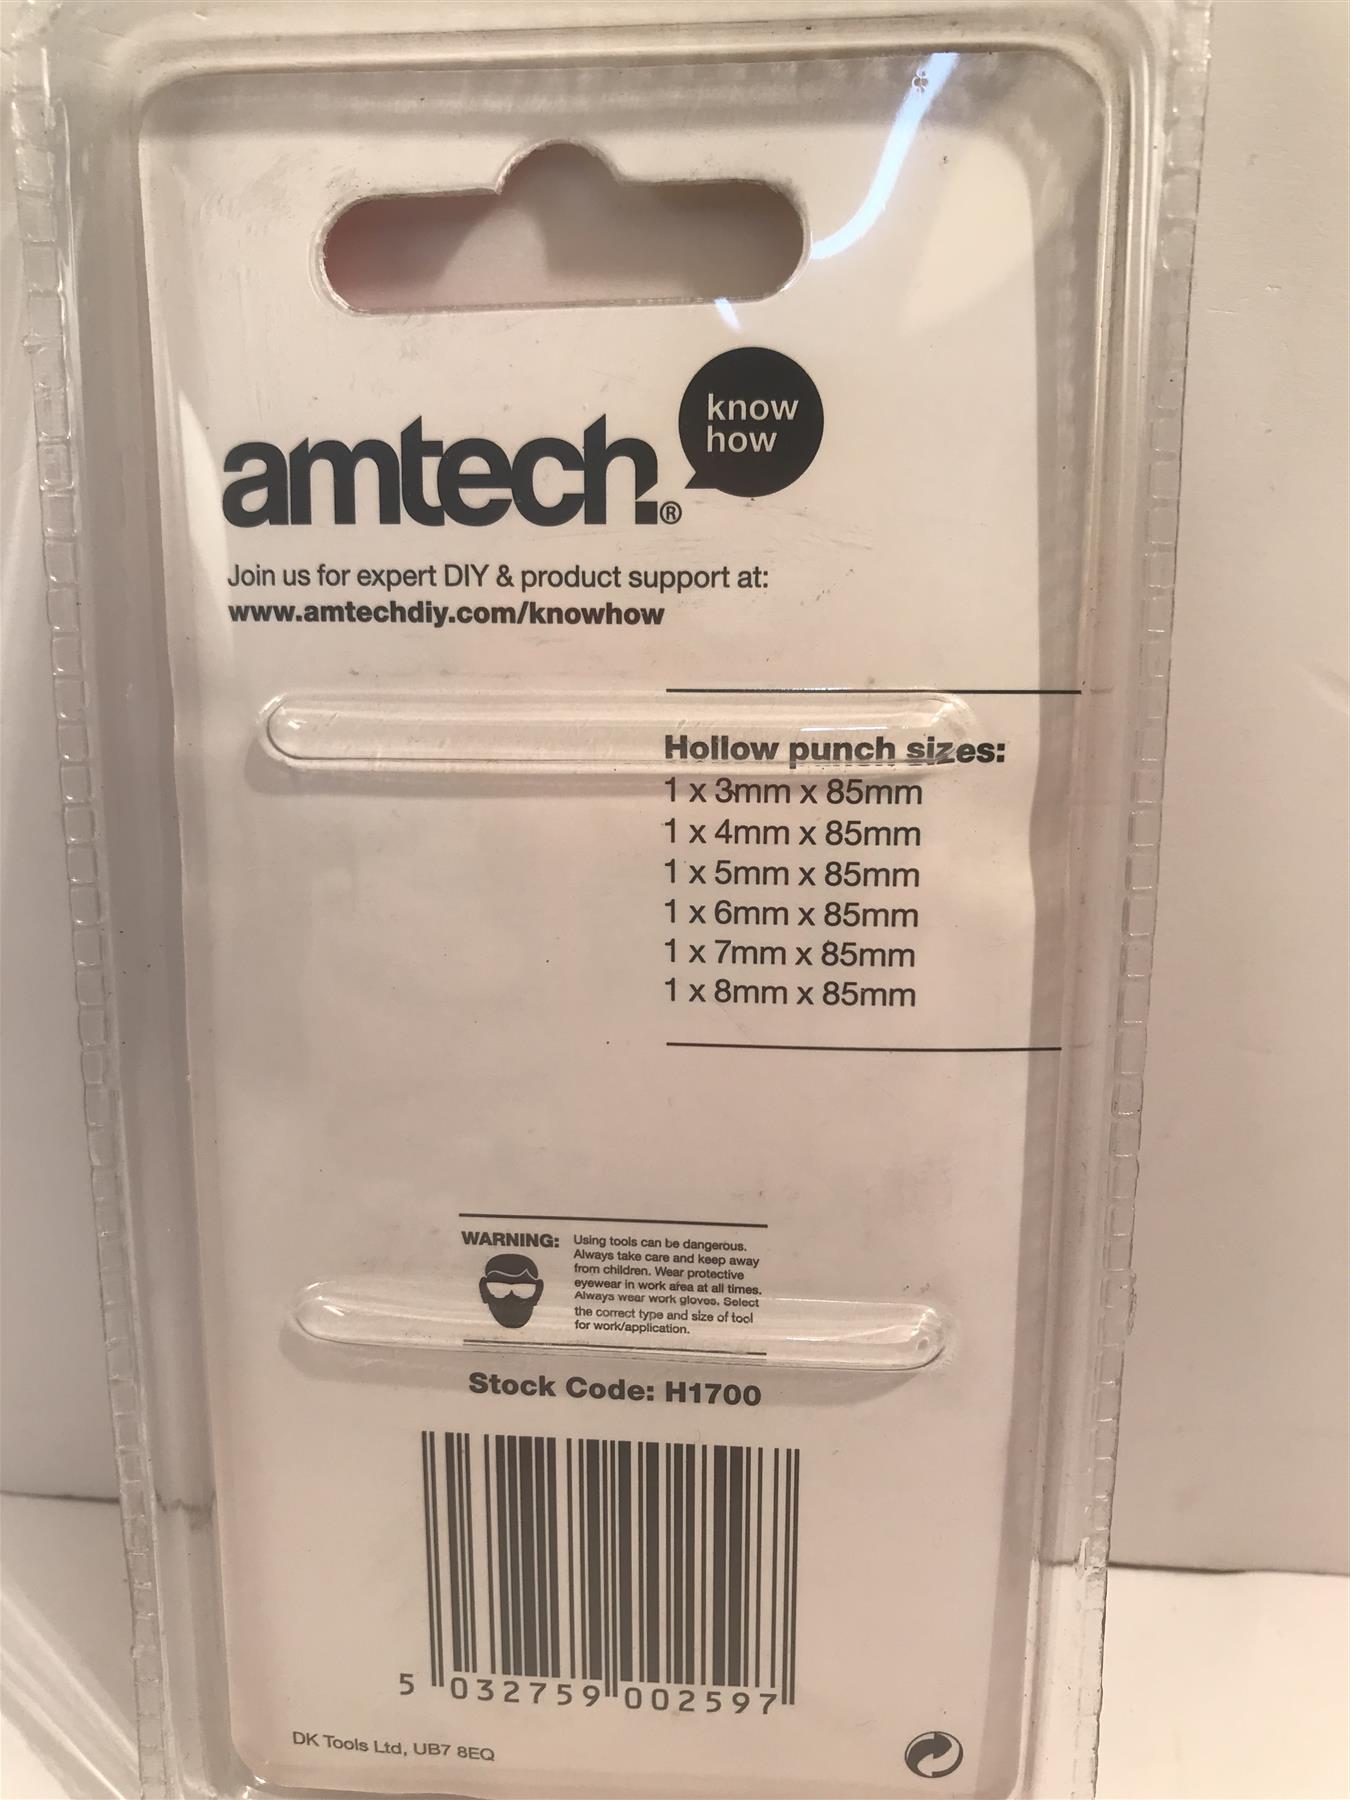 know
how
amtech®
Join us for expert DIY & product support at:
www.amtechdiy.com/knowhow
Hollow punch sizes:
1 x 3mm x 85mm
1 x 4mm x 85mm
1 x 5mm x 85mm
1 x 6mm x 85mm
1 x 7mm x 85mm
1 x 8mm x 85mm
WARNING: Using tools can be dangerous.
Always take care and keep away
from children. Wear protective
eyewear in work area at all times.
Always wear work gloves. Select
the correct type and size of tool
for work/application.
Stock Code: H1700
5 032759 002597
DK Tools Ltd, UB7 8EQ